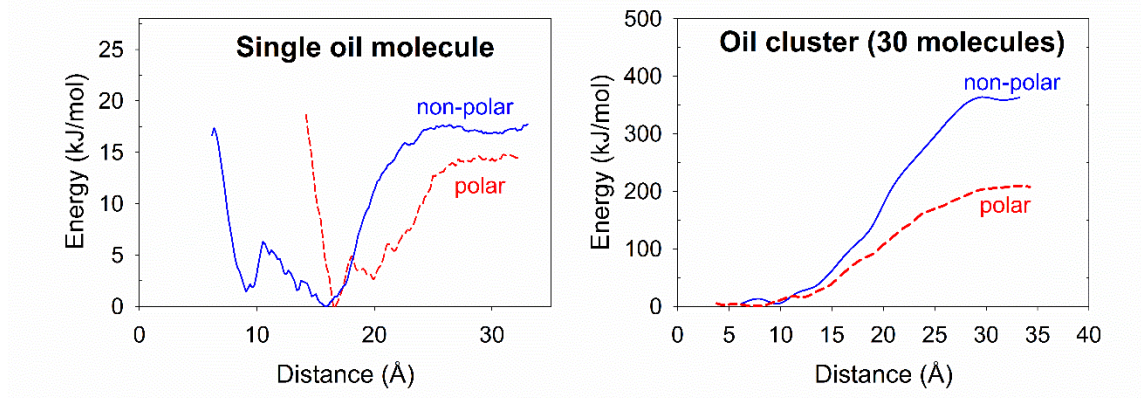 Single oil molecule
Energy (kJ/mol)
25
20
15
10
5
0
non-polar
polar
0
10
20
30
Distance (Å)
Oil cluster (30 molecules)
Energy (kJ/mol)
500
400
300
200
100
0
non-polar
polar
0
5
10
15
20
25
30
35
40
Distance (Å)